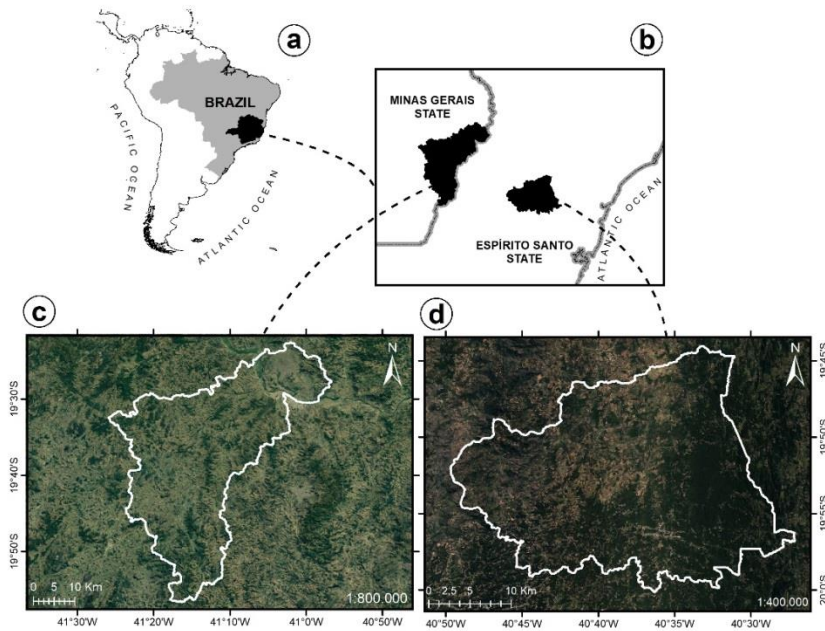 a
BRAZIL
PACIFIC OCEAN
ATLANTIC OCEAN
b
MINAS GERAIS
STATE
ESPÍRITO SANTO
STATE
ATLANTIC OCEAN
c
N
19°30'S
19°40'S
19°50'S
0 5 10 Km
1:800.000
41°30'W 41°20'W 41°10'W 41°0'W 40°50'W
d
N
19°45'S
19°50'S
19°55'S
20°0'S
0 2,5 5 10 Km
1:400.000
40°50'W 40°45'W 40°40'W 40°35'W 40°30'W